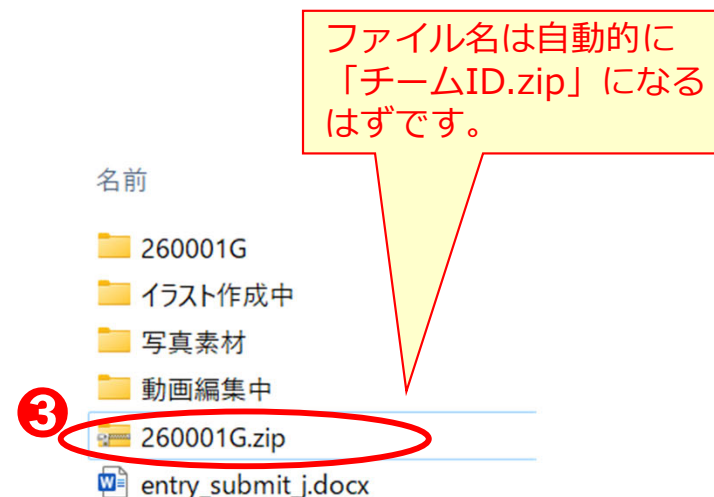 ファイル名は自動的に
「チームID.zip」になる
はずです。
名前
260001G
イラスト作成中
写真素材
動画編集中
❸
260001G.zip
entry_submit_j.docx